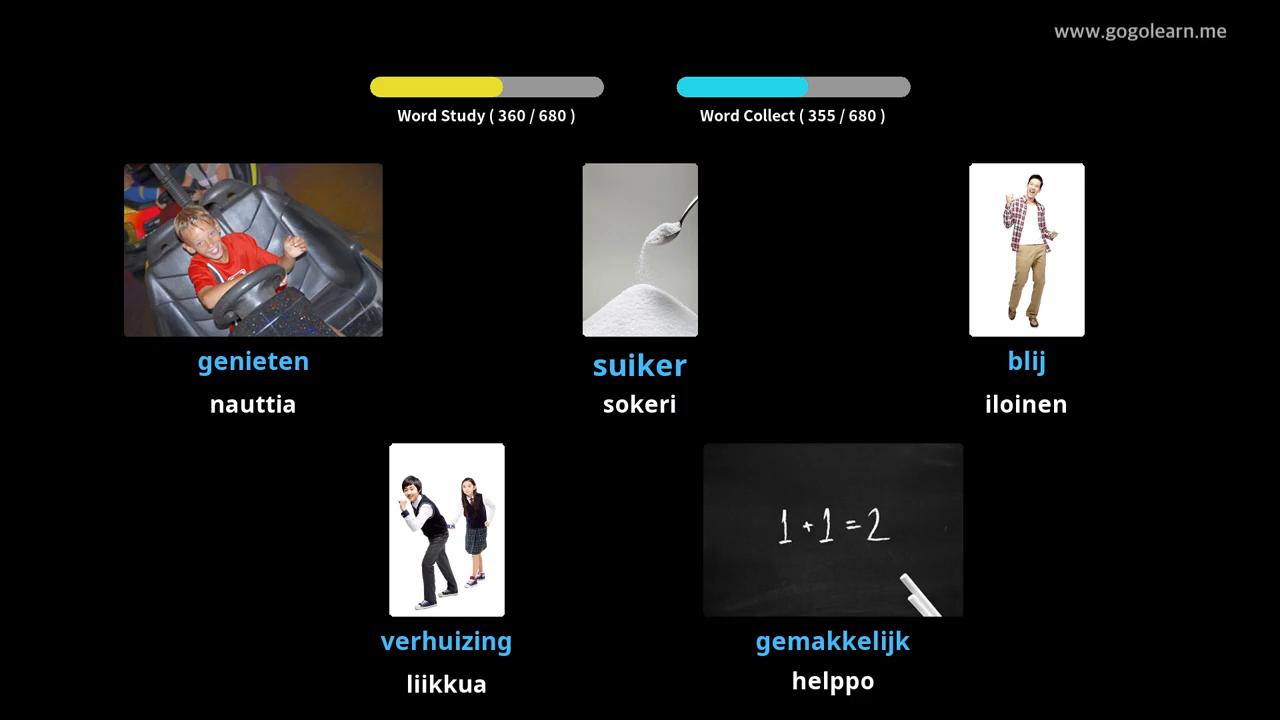 www.gogolearn.me
Word Study ( 360 / 680 )
Word Collect ( 355 / 680 )
genieten
nauttia
suiker
sokeri
blij
iloinen
verhuizing
liikkua
1 + 1 = 2
gemakkelijk
helppo